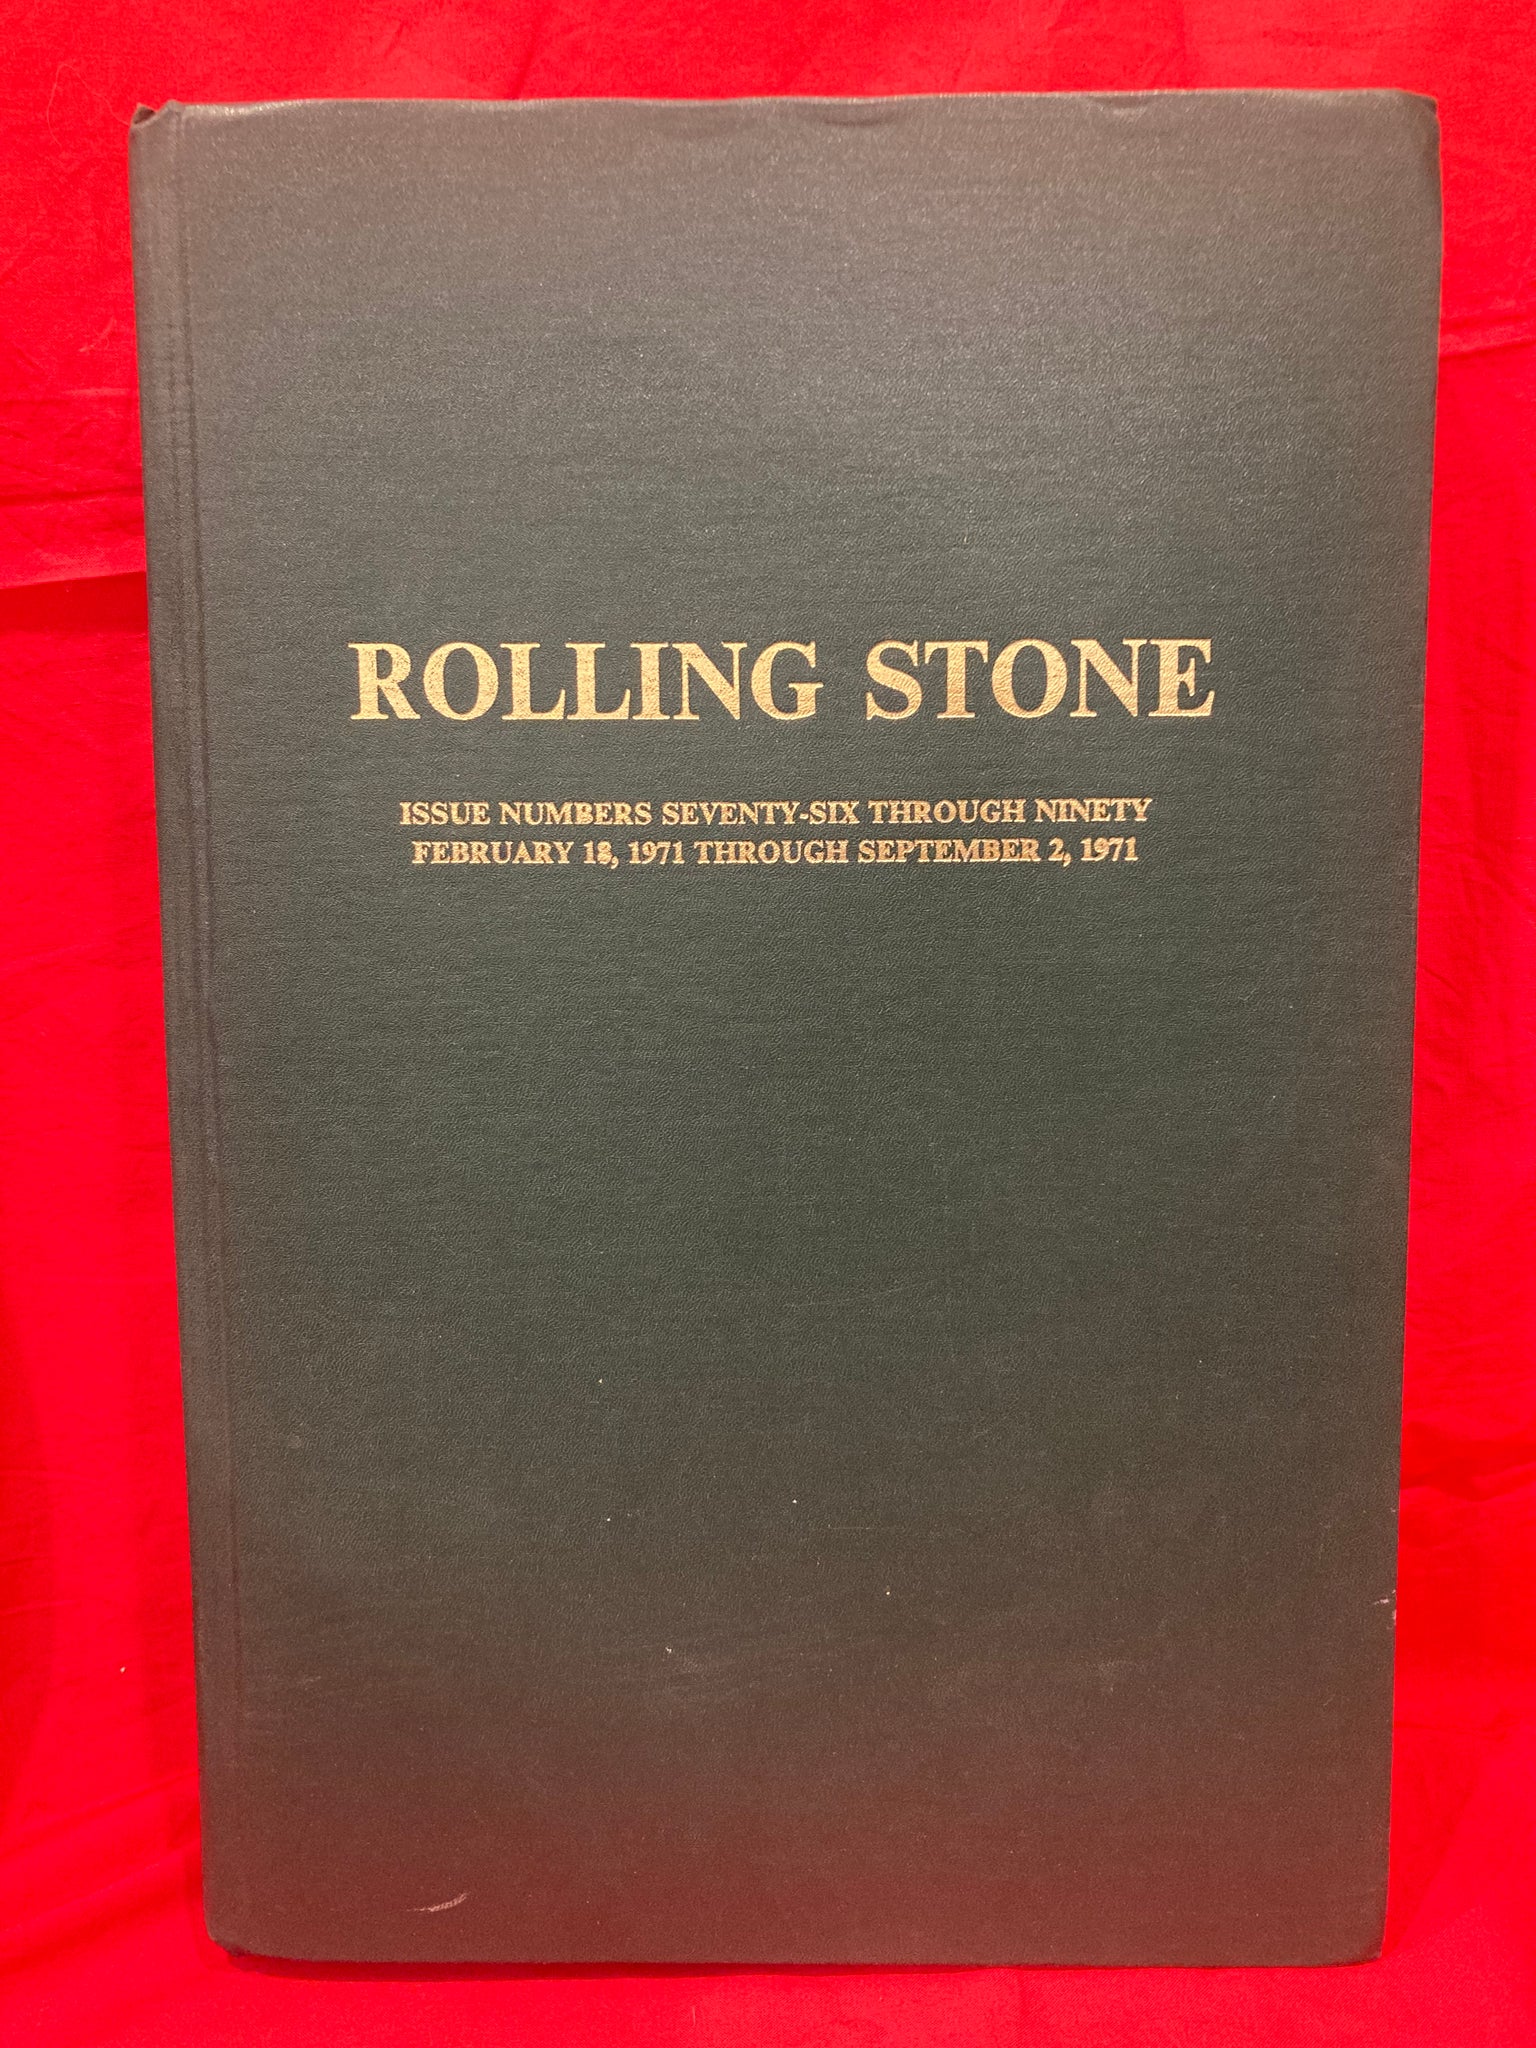 ROLLING STONE
ISSUE NUMBERS SEVENTY-SIX THROUGH NINETY
FEBRUARY 18, 1971 THROUGH SEPTEMBER 2, 1971